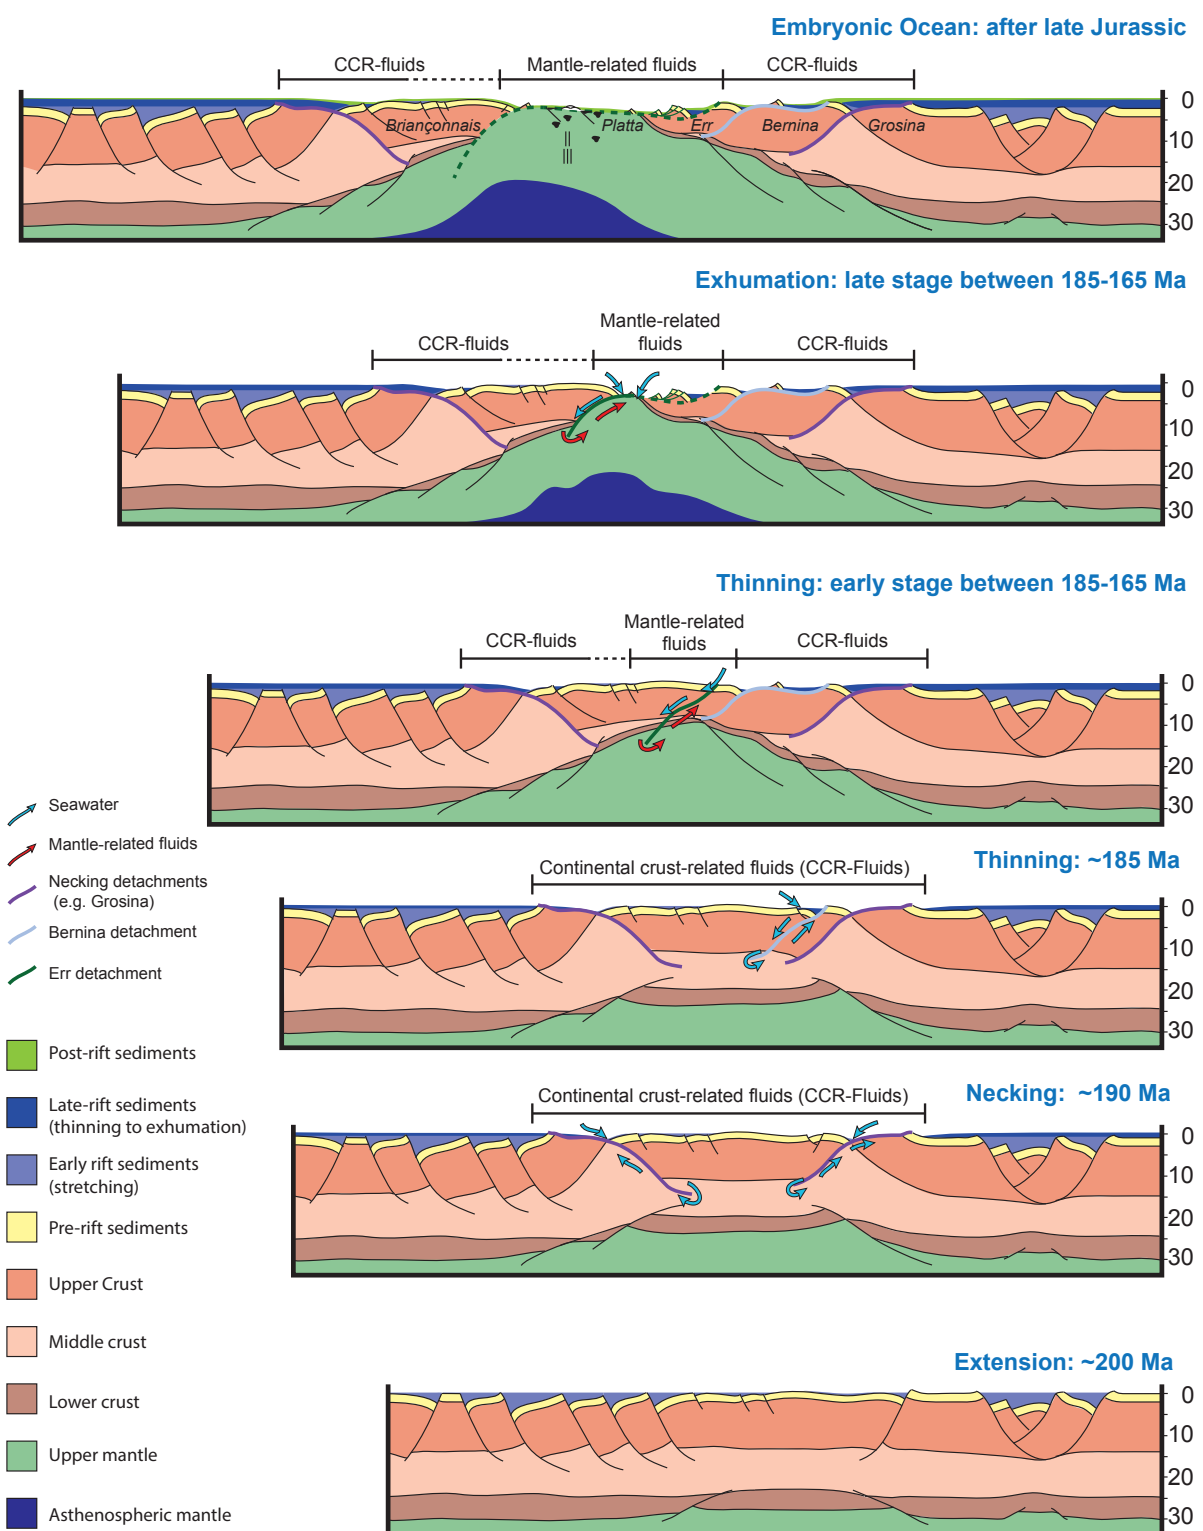 Embryonic Ocean: after late Jurassic
CCR-fluids
Mantle-related fluids
CCR-fluids
Briançonnais
Platta
Err
Bernina
Grosina
0
10
20
30
Exhumation: late stage between 185-165 Ma
CCR-fluids
Mantle-related
fluids
CCR-fluids
0
10
20
30
Thinning: early stage between 185-165 Ma
CCR-fluids
Mantle-related
fluids
CCR-fluids
0
10
20
30
Thinning: ~185 Ma
Continental crust-related fluids (CCR-Fluids)
0
10
20
30
Necking: ~190 Ma
Continental crust-related fluids (CCR-Fluids)
0
10
20
30
Extension: ~200 Ma
0
10
20
30
Seawater
Mantle-related fluids
Necking detachments
(e.g. Grosina)
Bernina detachment
Err detachment
Post-rift sediments
Late-rift sediments
(thinning to exhumation)
Early rift sediments
(stretching)
Pre-rift sediments
Upper Crust
Middle crust
Lower crust
Upper mantle
Asthenospheric mantle